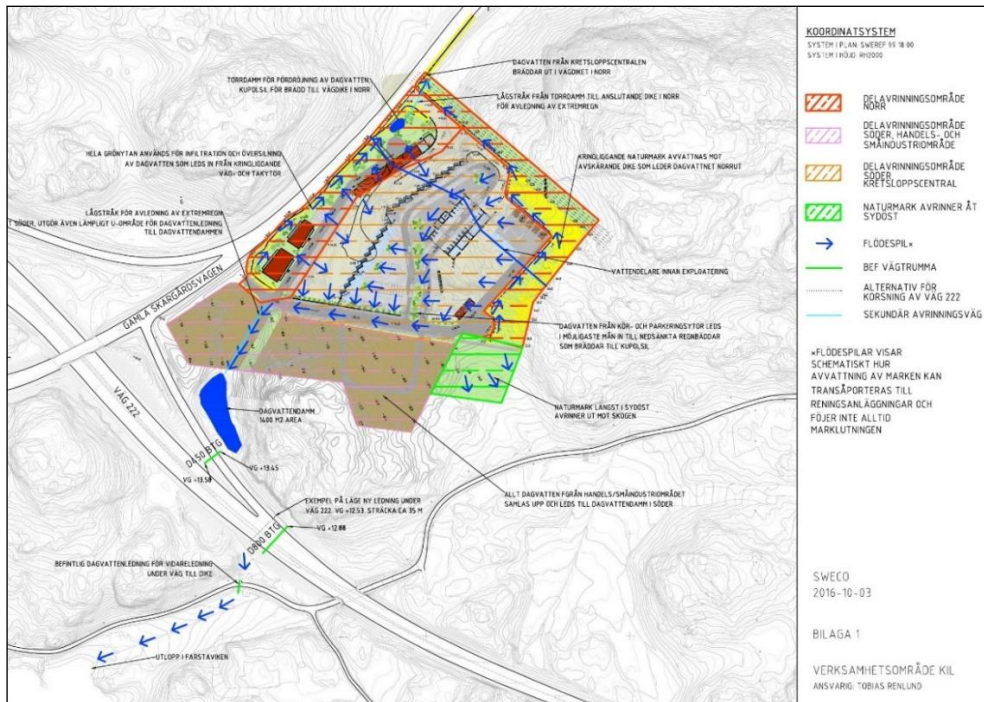 DAGVATTEN FRÅN KRETSLOPPSCENTRALEN
BRÄDDAR UT I VÄGDIKET I NORR
TORRDAMM FÖR FÖRDRÖJNING AV DAGVATTEN
KUPOLSIL FÖR BRÄDD TILL VÄGDIKE I NORR
LÅGSTRÅK FRÅN TORRDAMM TILL ANSLUTANDE DIKE I NORR
FÖR AVLEDNING AV EXTREMREGN
HELA GRÖNYTAN ANVÄNDS FÖR INFILTRATION OCH ÖVERSILNING
AV DAGVATTEN SOM LEDS IN FRÅN KRINGLIGGANDE
VÄG- OCH TAKYTOR
KRINGLIGGANDE NATURMARK AVVATTNAS MOT
AVSKÄRANDE DIKE SOM LEDER DAGVATTNET NORRUT
LÅGSTRÅK FÖR AVLEDNING AV EXTREMREGN
I SÖDER, UTGÖR ÄVEN LÄMPLIGT U-OMRÅDE FÖR DAGVATTENLEDNING
TILL DAGVATTENDAMMEN
VATTENDELARE INNAN EXPLOATERING
GAMLA SKÄRGÅRDSVÄGEN
DAGVATTEN FRÅN KÖR- OCH PARKERINGSYTOR LEDS
I MÖJLIGASTE MÅN IN TILL NEDSÄNKTA REGNBÄDDAR
SOM BRÄDDAR TILL KUPOLSIL
VÄG 222
DAGVATTENDAMM
1400 M2 AREA
NATURMARK LÄNGST I SYDÖST
AVRINNER UT MOT SKOGEN
D450 BTG
VG +13.45
VG +13.58
EXEMPEL PÅ LÄGE NY LEDNING UNDER
VÄG 222. VG +12.53. STRÄCKA CA 35 M
ALLT DAGVATTEN FGRÅN HANDELS/SMÅINDUSTRIOMRÅDET
SAMLAS UPP OCH LEDS TILL DAGVATTENDAMM I SÖDER.
VG +12.88
D800 BTG
BEFINTLIG DAGVATTENLEDNING FÖR VIDARELEDNING
UNDER VÄG TILL DIKE
UTLOPP I FARSTAVIKEN
KOORDINATSYSTEM
SYSTEM I PLAN: SWEREF 99 18 00
SYSTEM I HÖJD: RH2000
DELAVRINNINGSOMRÅDE
NORR
DELAVRINNINGSOMRÅDE
SÖDER, HANDELS- OCH
SMÅINDUSTRIOMRÅDE
DELAVRINNINGSOMRÅDE
SÖDER
KRETSLOPPSCENTRAL
NATURMARK AVRINNER ÅT
SYDÖST
FLÖDESPIL*
BEF VÄGTRUMMA
ALTERNATIV FÖR
KORSNING AV VÄG 222
SEKUNDÄR AVRINNINGSVÄG
*FLÖDESPILAR VISAR
SCHEMATISKT HUR
AVVATTNING AV MARKEN KAN
TRANSÅPORTERAS TILL
RENINGSANLÄGGNINGAR OCH
FÖJER INTE ALLTID
MARKLUTNINGEN
SWECO
2016-10-03
BILAGA 1
VERKSAMHETSOMRÅDE KIL
ANSVARIG: TOBIAS RENLUND